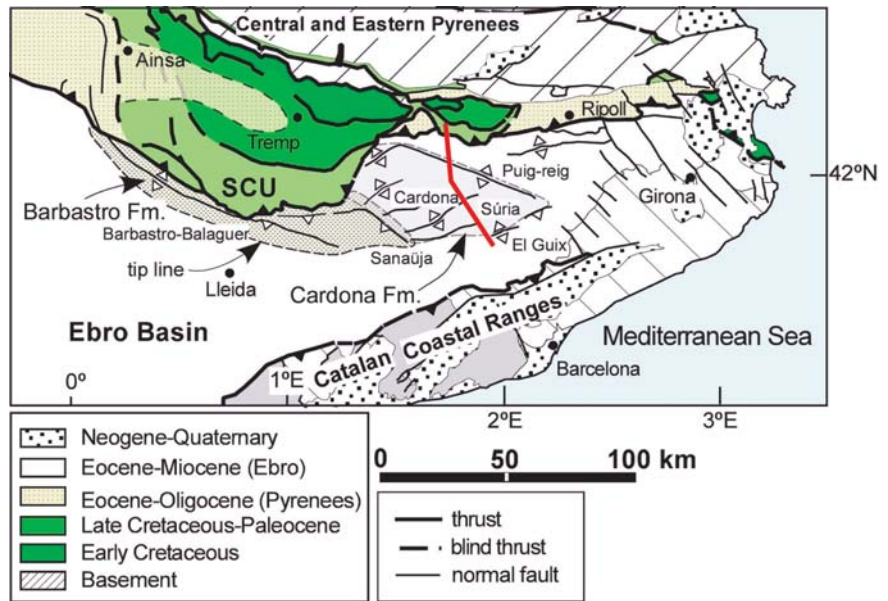 Central and Eastern Pyrenees
Ainsa
Ripoll
Tremp
Puig-reig
42ºN
SCU
Cardona
Girona
Súria
Barbastro Fm.
Barbastro-Balaguer
El Guix
Sanaüja
tip line
Lleida
Cardona Fm.
Ebro Basin
Catalan Coastal Ranges
Mediterranean Sea
Barcelona
0º
1ºE
2ºE
3ºE
Neogene-Quaternary
Eocene-Miocene (Ebro)
Eocene-Oligocene (Pyrenees)
Late Cretaceous-Paleocene
Early Cretaceous
Basement
0 50 100 km
thrust
blind thrust
normal fault